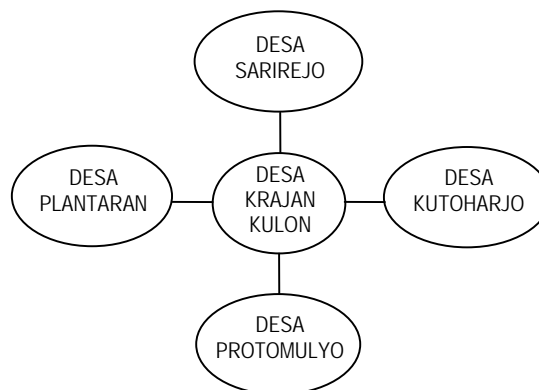 DESA
SARIREJO
DESA
PLANTARAN
DESA
KRAJAN
KULON
DESA
KUTOHARJO
DESA
PROTOMULYO